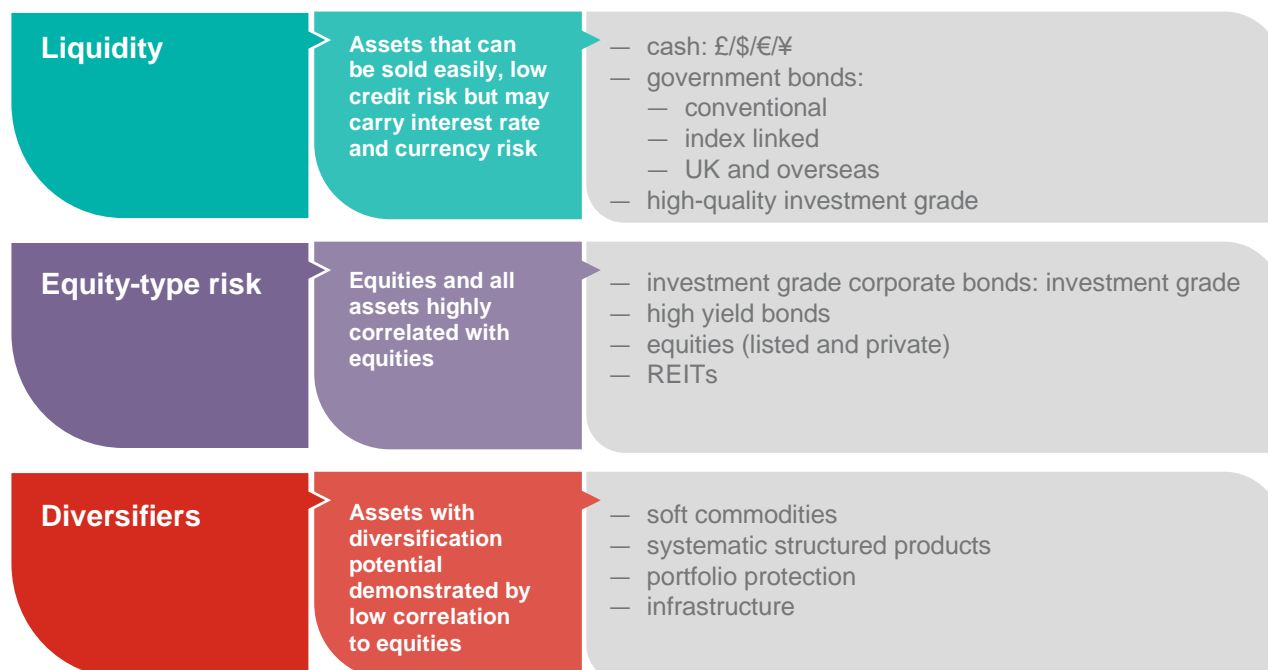 Liquidity
Assets that can
be sold easily, low
credit risk but may
carry interest rate
and currency risk
— cash: £/$/€/¥
— government bonds:
— conventional
— index linked
— UK and overseas
— high-quality investment grade
Equity-type risk
Equities and all
assets highly
correlated with
equities
— investment grade corporate bonds: investment grade
— high yield bonds
— equities (listed and private)
— REITs
Diversifiers
Assets with
diversification
potential
demonstrated by
low correlation
to equities
— soft commodities
— systematic structured products
— portfolio protection
— infrastructure